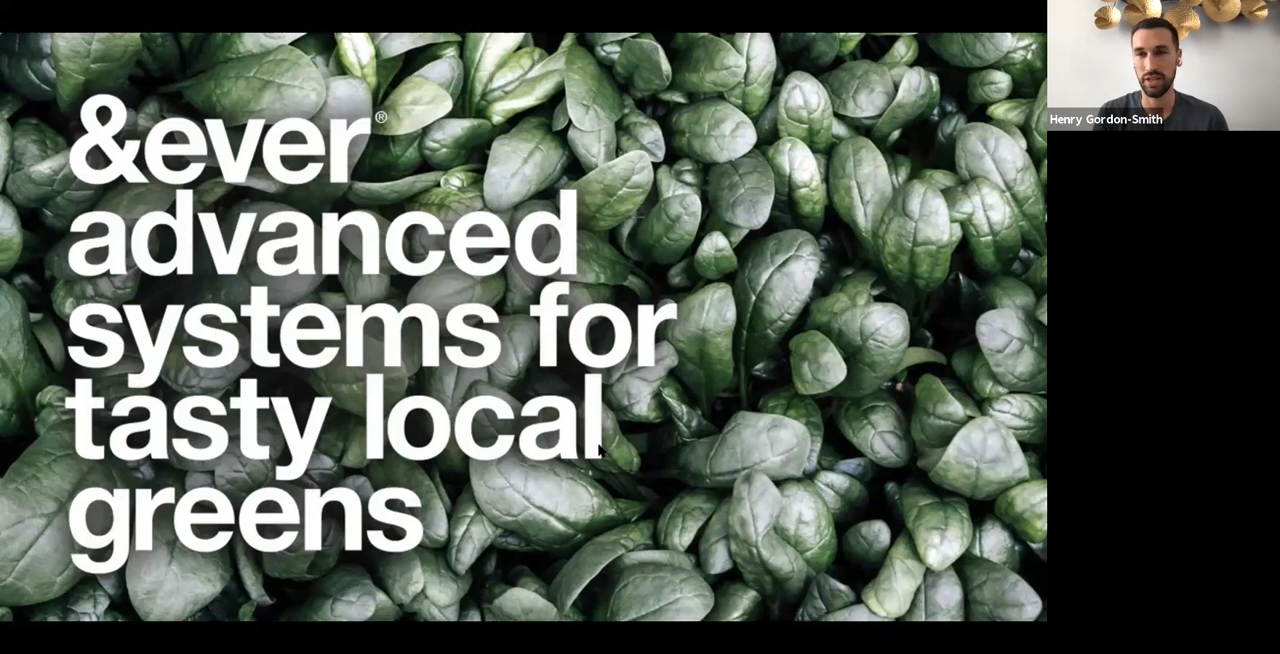 &ever®
advanced
systems for
tasty local
greens
Henry Gordon-Smith